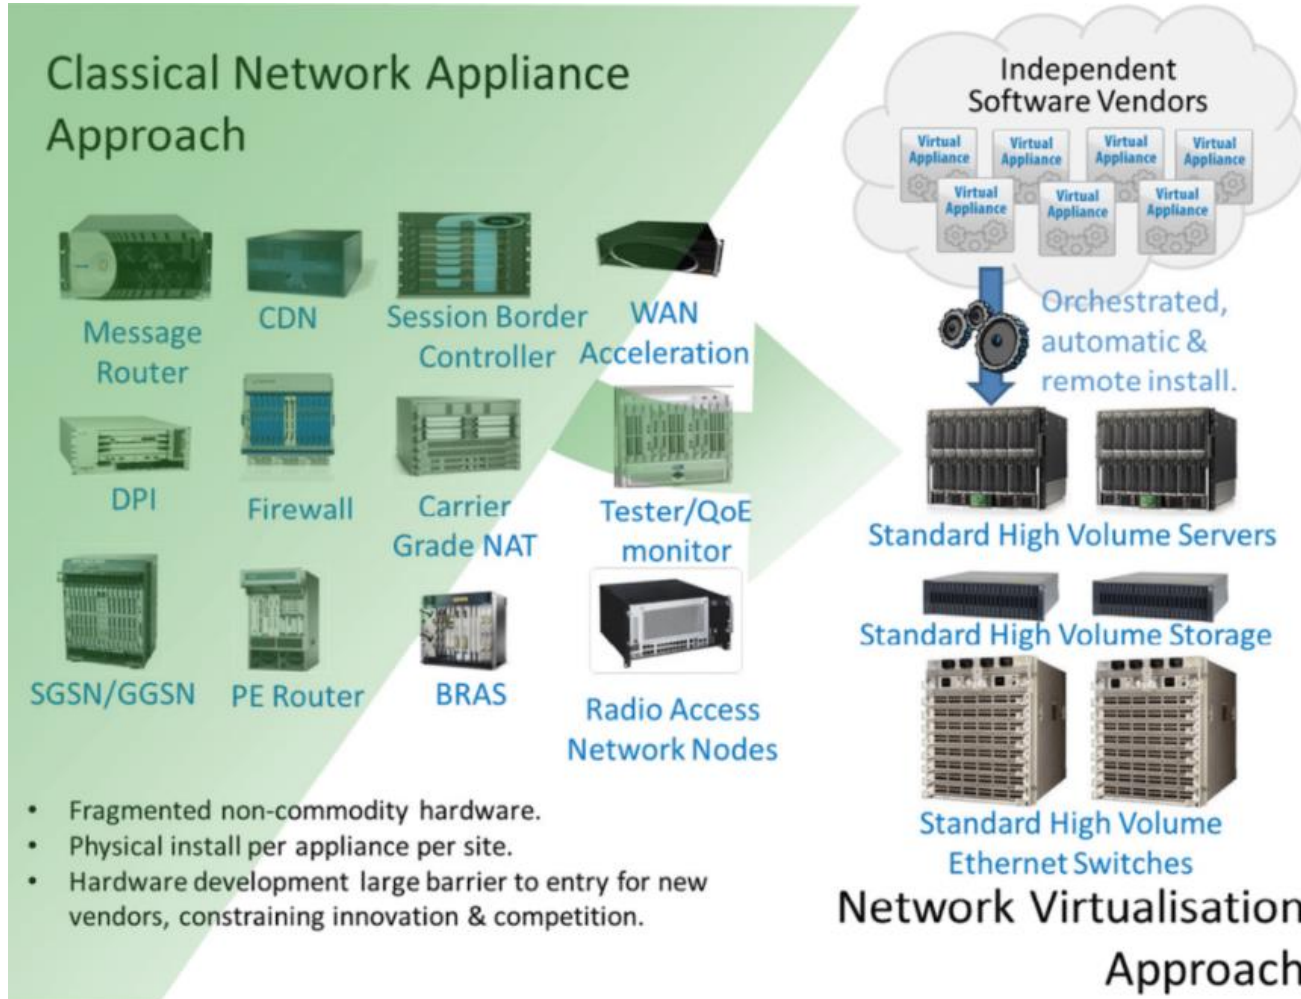 Classical Network Appliance
Approach
Message
Router
CDN
Session Border
Controller
WAN
Acceleration
DPI
Firewall
Carrier
Grade NAT
Tester/QoE
monitor
SGSN/GGSN
PE Router
BRAS
Radio Access
Network Nodes
• Fragmented non-commodity hardware.
• Physical install per appliance per site.
• Hardware development large barrier to entry for new
vendors, constraining innovation & competition.
Independent
Software Vendors
Virtual
Appliance
Virtual
Appliance
Virtual
Appliance
Virtual
Appliance
Virtual
Appliance
Virtual
Appliance
Virtual
Appliance
Orchestrated,
automatic &
remote install.
Standard High Volume Servers
Standard High Volume Storage
Standard High Volume
Ethernet Switches
Network Virtualisation
Approach